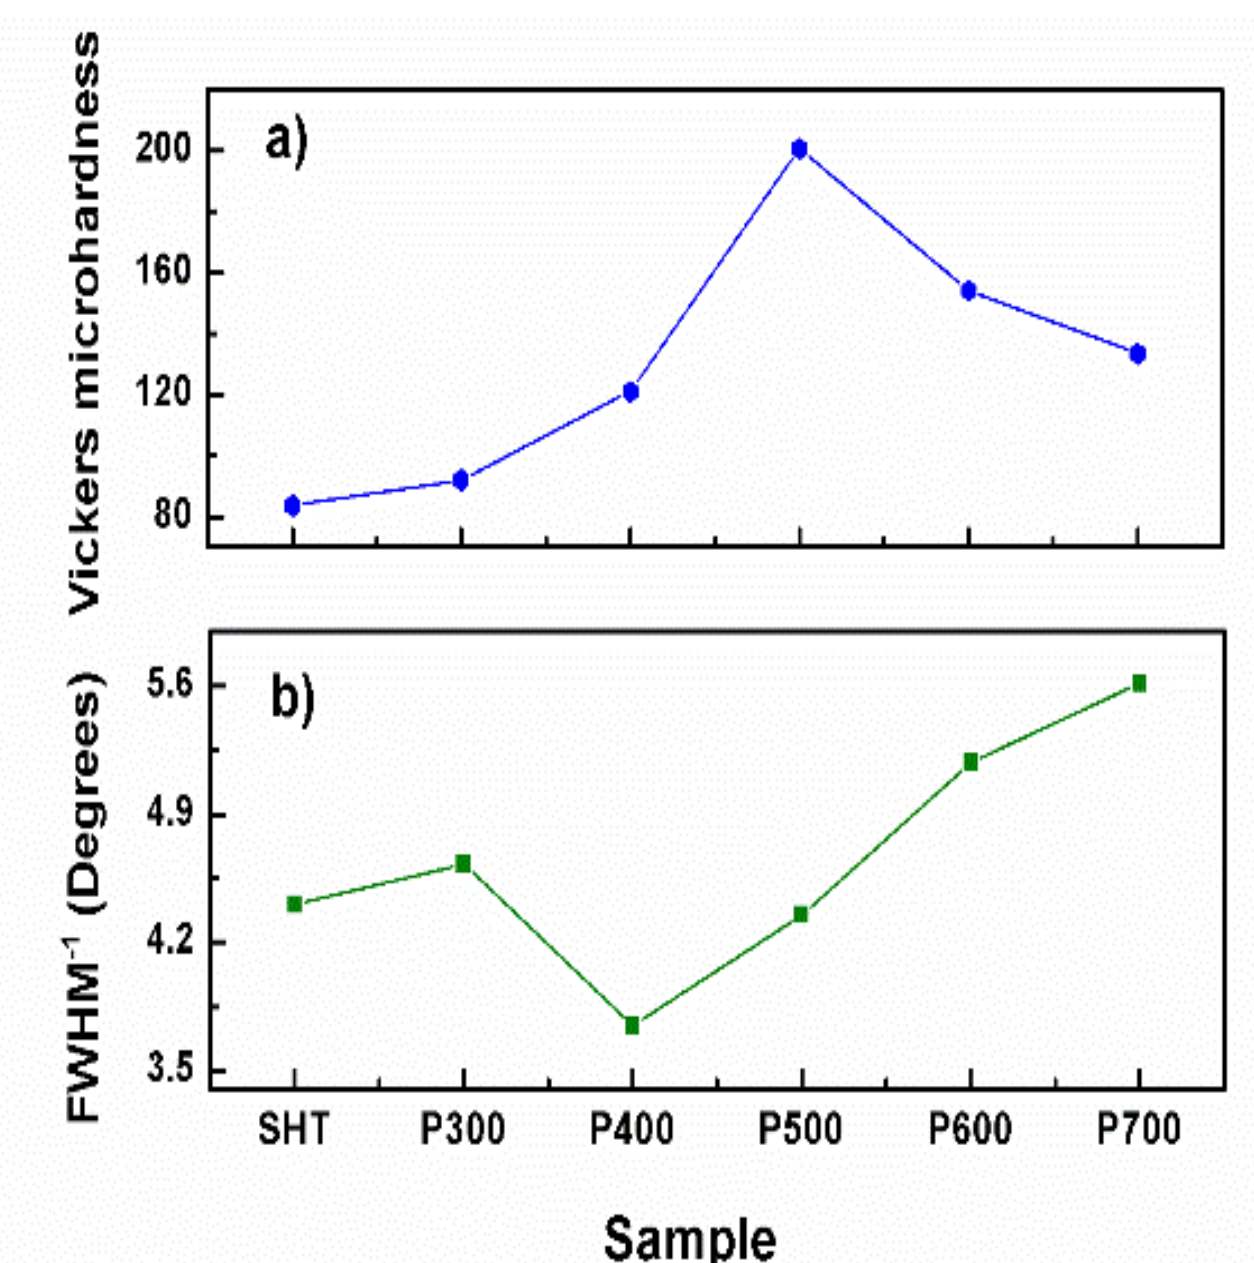 Vickers microhardness
a)
200
160
120
80
FWHM⁻¹ (Degrees)
b)
5.6
4.9
4.2
3.5
SHT P300 P400 P500 P600 P700
Sample